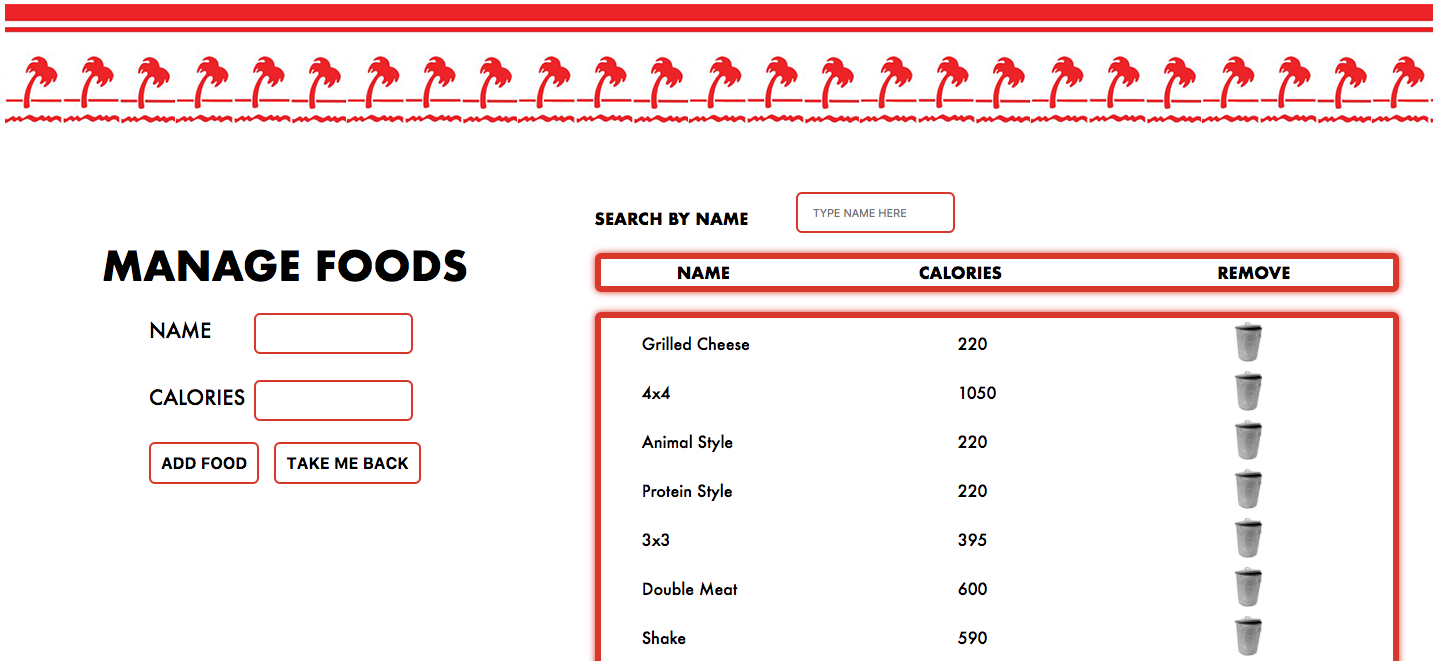 MANAGE FOODS
NAME
CALORIES
ADD FOOD TAKE ME BACK
SEARCH BY NAME TYPE NAME HERE
NAME CALORIES REMOVE
Grilled Cheese 220
4x4 1050
Animal Style 220
Protein Style 220
3x3 395
Double Meat 600
Shake 590